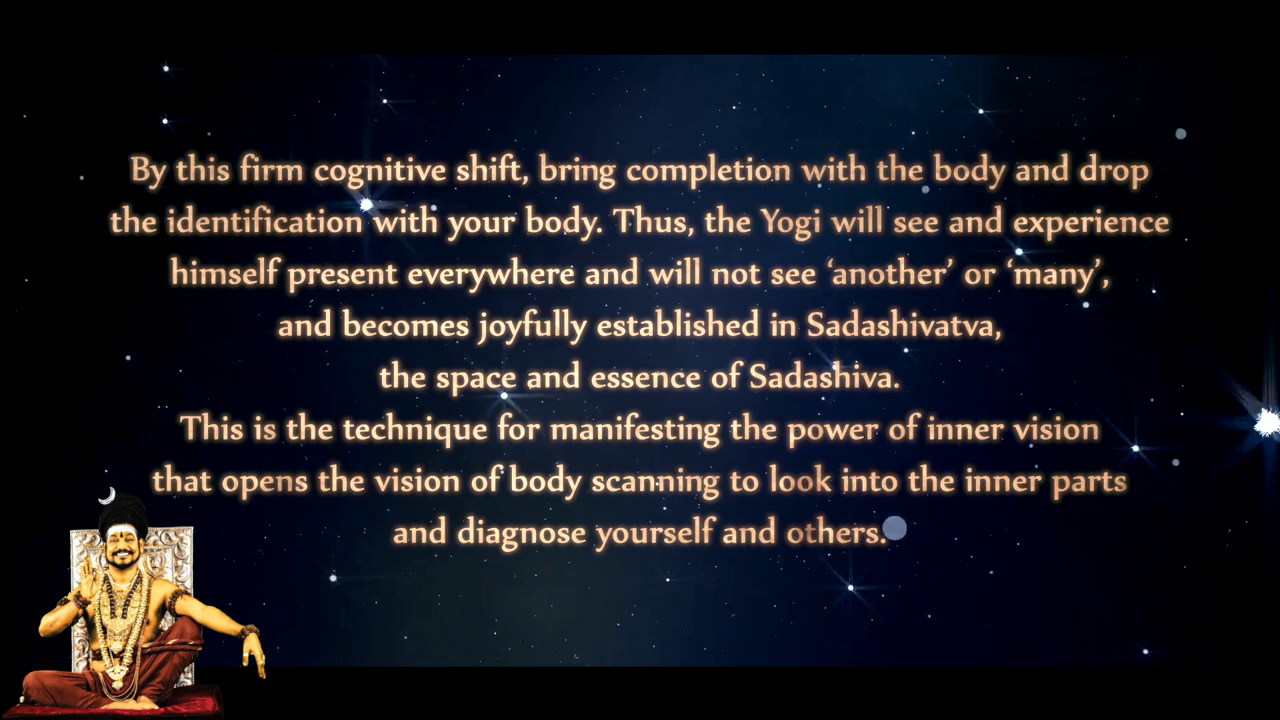 By this firm cognitive shift, bring completion with the body and drop
the identification with your body. Thus, the Yogi will see and experience
himself present everywhere and will not see ‘another’ or ‘many’,
and becomes joyfully established in Sadashivatva,
the space and essence of Sadashiva.
This is the technique for manifesting the power of inner vision
that opens the vision of body scanning to look into the inner parts
and diagnose yourself and others.